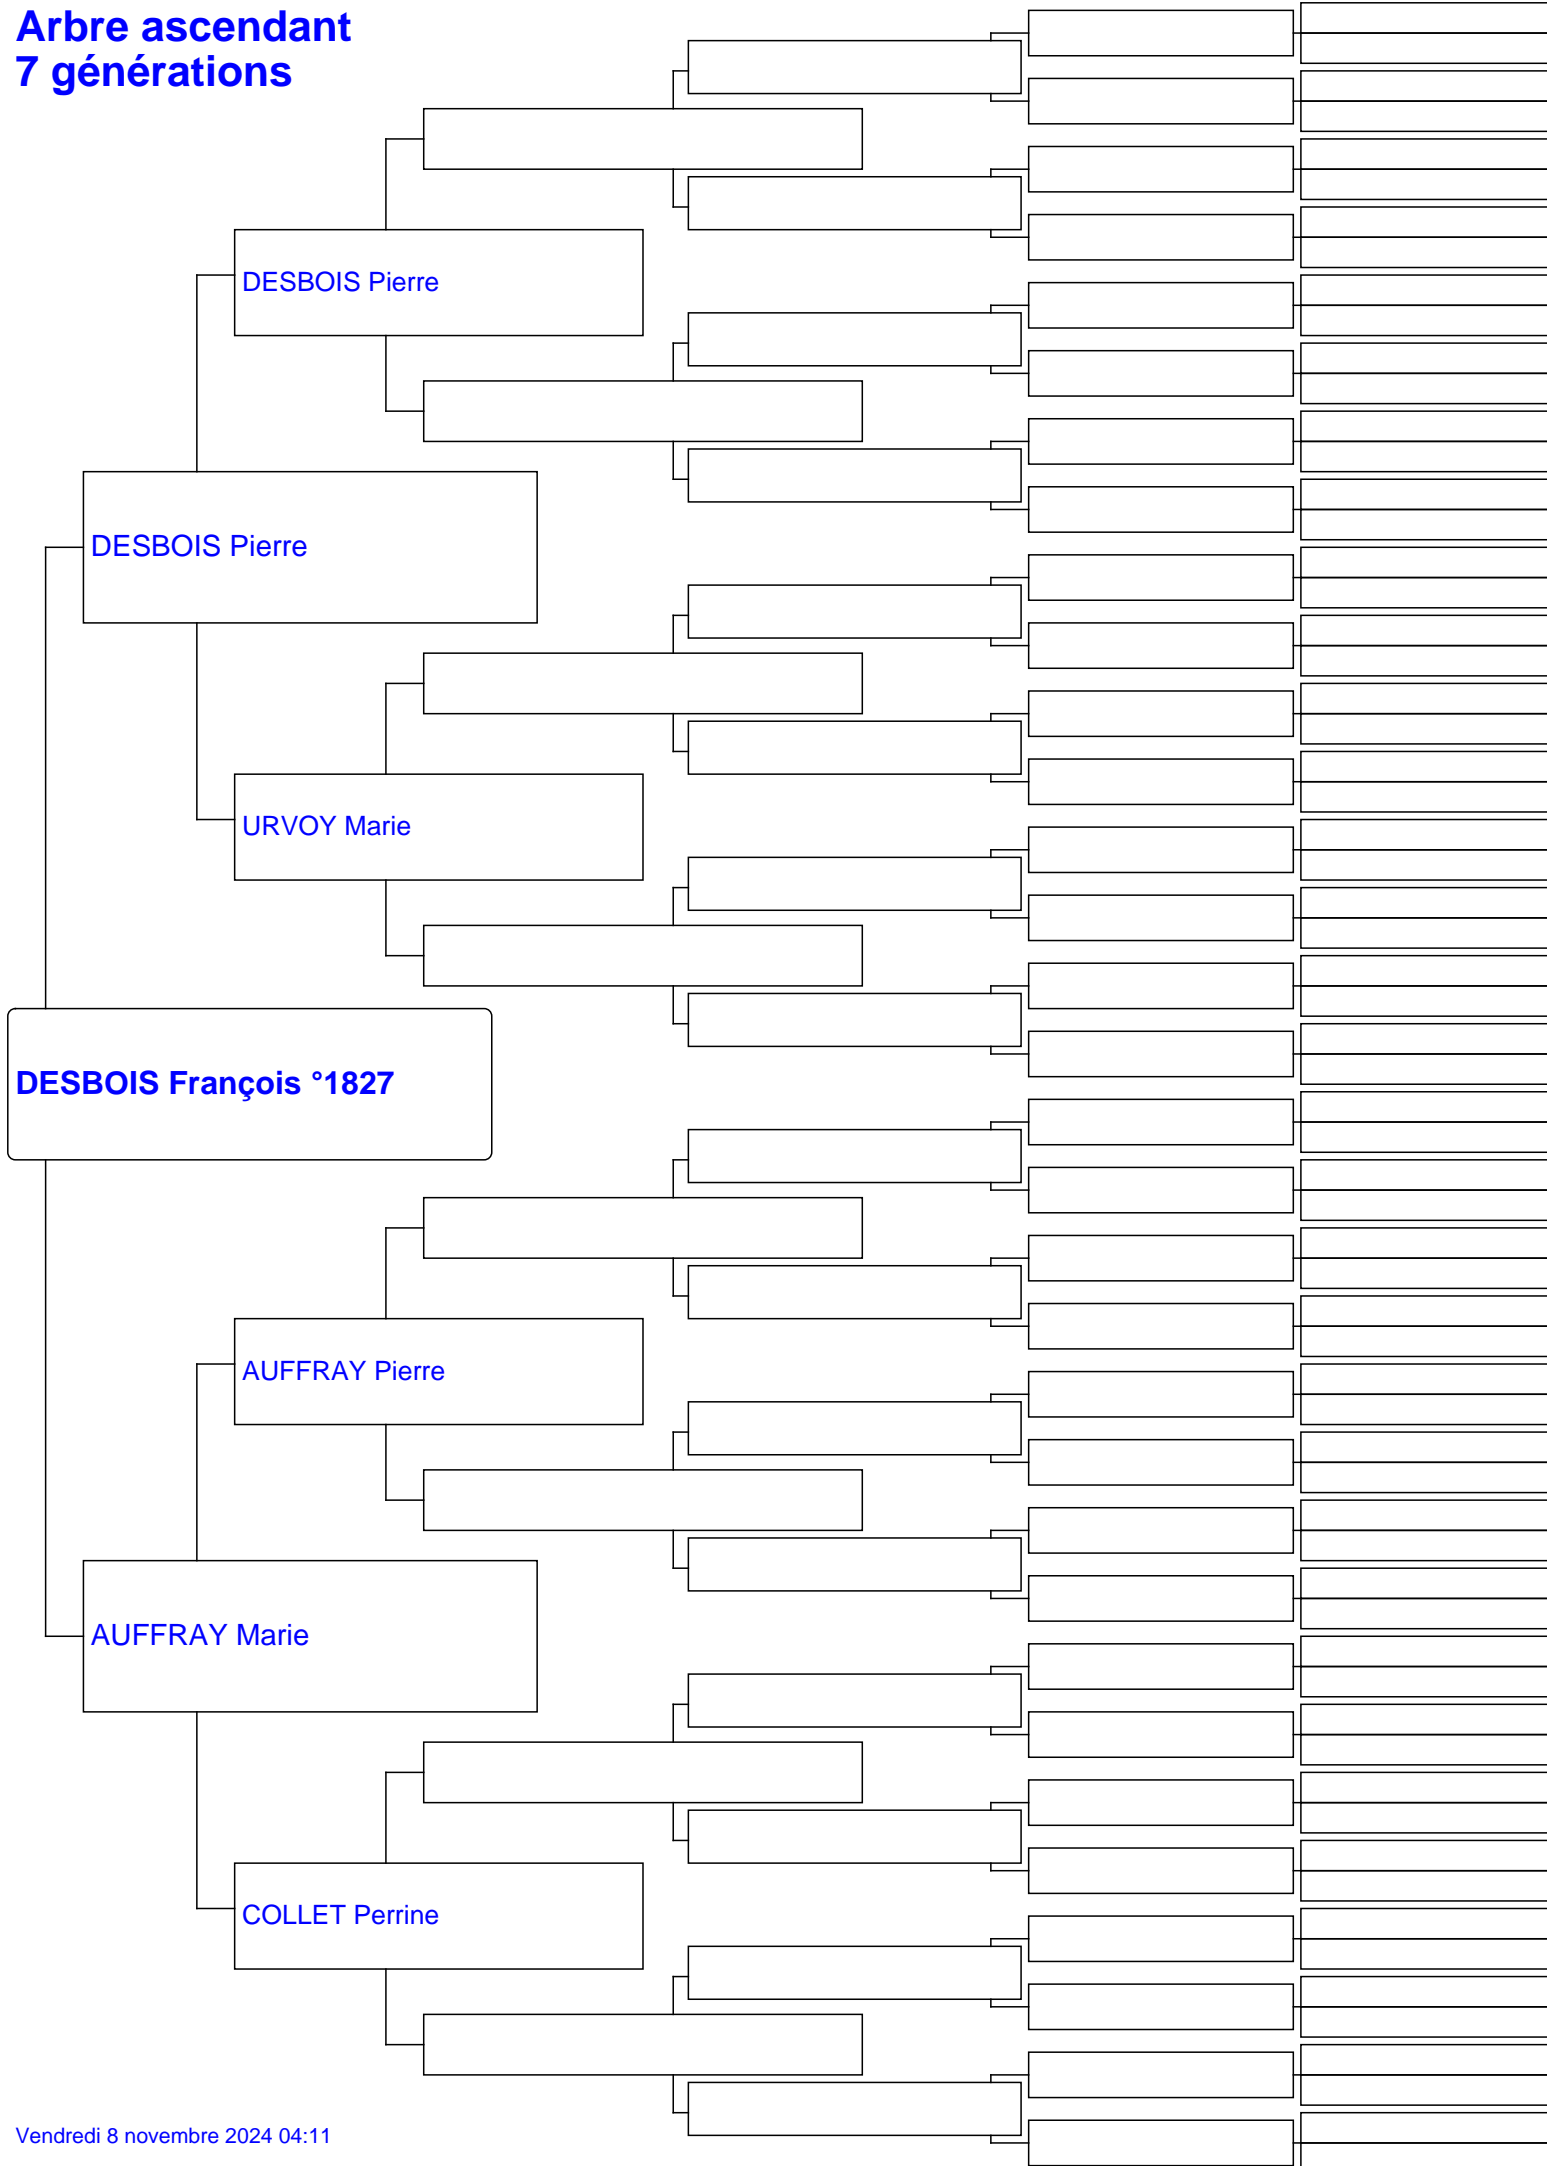 Arbre ascendant
7 générations
DESBOIS Pierre
DESBOIS Pierre
URVOY Marie
DESBOIS François °1827
AUFFRAY Pierre
AUFFRAY Marie
COLLET Perrine
Vendredi 8 novembre 2024 04:11